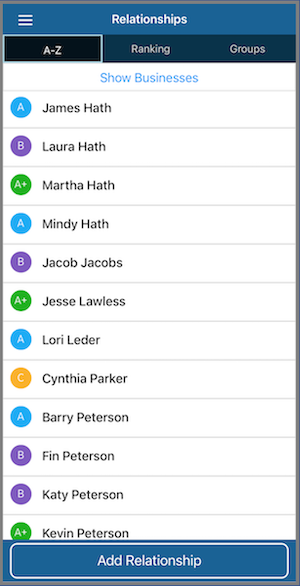 Relationships
A-Z Ranking Groups
Show Businesses
A James Hath
B Laura Hath
A+ Martha Hath
A Mindy Hath
B Jacob Jacobs
A+ Jesse Lawless
A Lori Leder
C Cynthia Parker
A Barry Peterson
B Fin Peterson
B Katy Peterson
A+ Kevin Peterson
Add Relationship